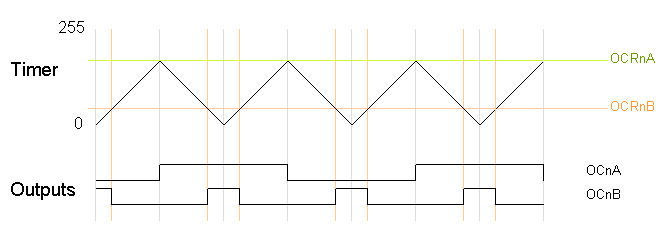 255
OCRnA
Timer
OCRnB
0
OCnA
Outputs
OCnB